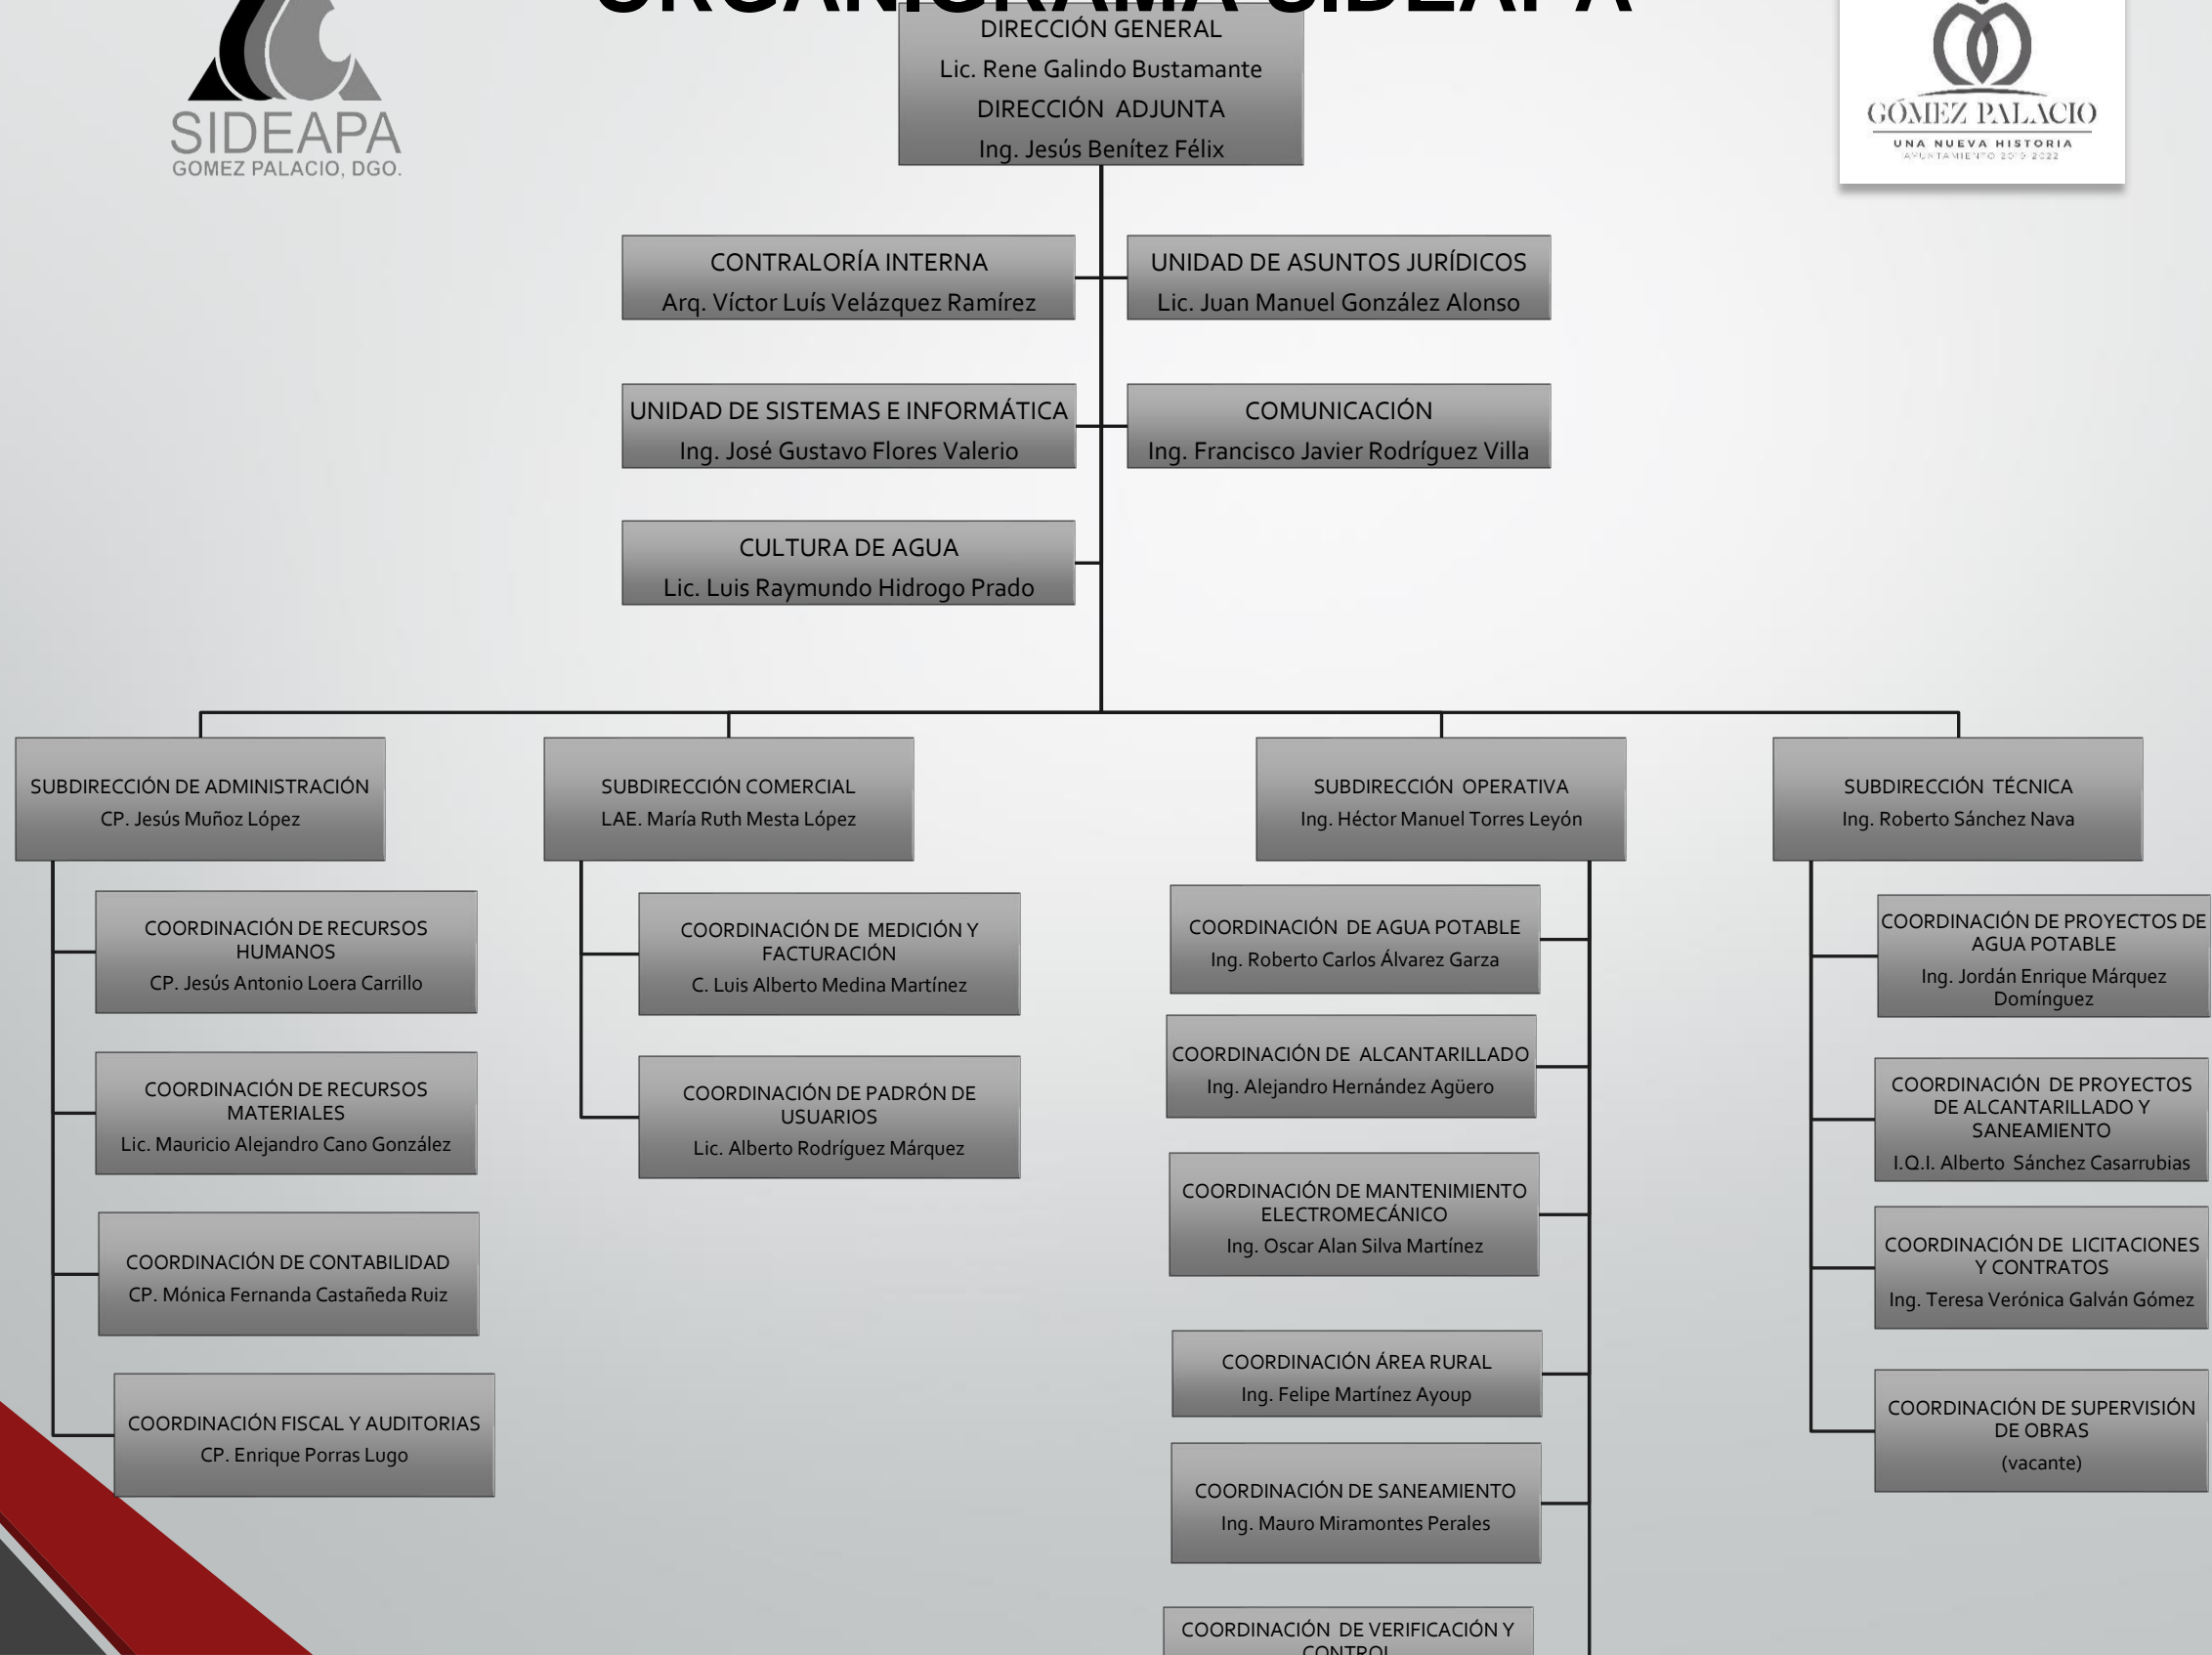 ORGANIGRAMA SIDEAPA
SIDEAPA
GOMEZ PALACIO, DGO.
DIRECCIÓN GENERAL
Lic. Rene Galindo Bustamante
DIRECCIÓN ADJUNTA
Ing. Jesús Benítez Félix
GÓMEZ PALACIO
UNA NUEVA HISTORIA
AYUNTAMIENTO 2019-2022
CONTRALORÍA INTERNA
Arq. Víctor Luís Velázquez Ramírez
UNIDAD DE ASUNTOS JURÍDICOS
Lic. Juan Manuel González Alonso
UNIDAD DE SISTEMAS E INFORMÁTICA
Ing. José Gustavo Flores Valerio
COMUNICACIÓN
Ing. Francisco Javier Rodríguez Villa
CULTURA DE AGUA
Lic. Luis Raymundo Hidrogo Prado
SUBDIRECCIÓN DE ADMINISTRACIÓN
CP. Jesús Muñoz López
COORDINACIÓN DE RECURSOS
HUMANOS
CP. Jesús Antonio Loera Carrillo
COORDINACIÓN DE RECURSOS
MATERIALES
Lic. Mauricio Alejandro Cano González
COORDINACIÓN DE CONTABILIDAD
CP. Mónica Fernanda Castañeda Ruiz
COORDINACIÓN FISCAL Y AUDITORIAS
CP. Enrique Porras Lugo
SUBDIRECCIÓN COMERCIAL
LAE. María Ruth Mesta López
COORDINACIÓN DE MEDICIÓN Y
FACTURACIÓN
C. Luis Alberto Medina Martínez
COORDINACIÓN DE PADRÓN DE
USUARIOS
Lic. Alberto Rodríguez Márquez
SUBDIRECCIÓN OPERATIVA
Ing. Héctor Manuel Torres Leyón
COORDINACIÓN DE AGUA POTABLE
Ing. Roberto Carlos Álvarez Garza
COORDINACIÓN DE ALCANTARILLADO
Ing. Alejandro Hernández Agüero
COORDINACIÓN DE MANTENIMIENTO
ELECTROMECÁNICO
Ing. Oscar Alan Silva Martínez
COORDINACIÓN ÁREA RURAL
Ing. Felipe Martínez Ayoup
COORDINACIÓN DE SANEAMIENTO
Ing. Mauro Miramontes Perales
COORDINACIÓN DE VERIFICACIÓN Y
CONTROL
SUBDIRECCIÓN TÉCNICA
Ing. Roberto Sánchez Nava
COORDINACIÓN DE PROYECTOS DE
AGUA POTABLE
Ing. Jordán Enrique Márquez
Domínguez
COORDINACIÓN DE PROYECTOS
DE ALCANTARILLADO Y
SANEAMIENTO
I.Q.I. Alberto Sánchez Casarrubias
COORDINACIÓN DE LICITACIONES
Y CONTRATOS
Ing. Teresa Verónica Galván Gómez
COORDINACIÓN DE SUPERVISIÓN
DE OBRAS
(vacante)